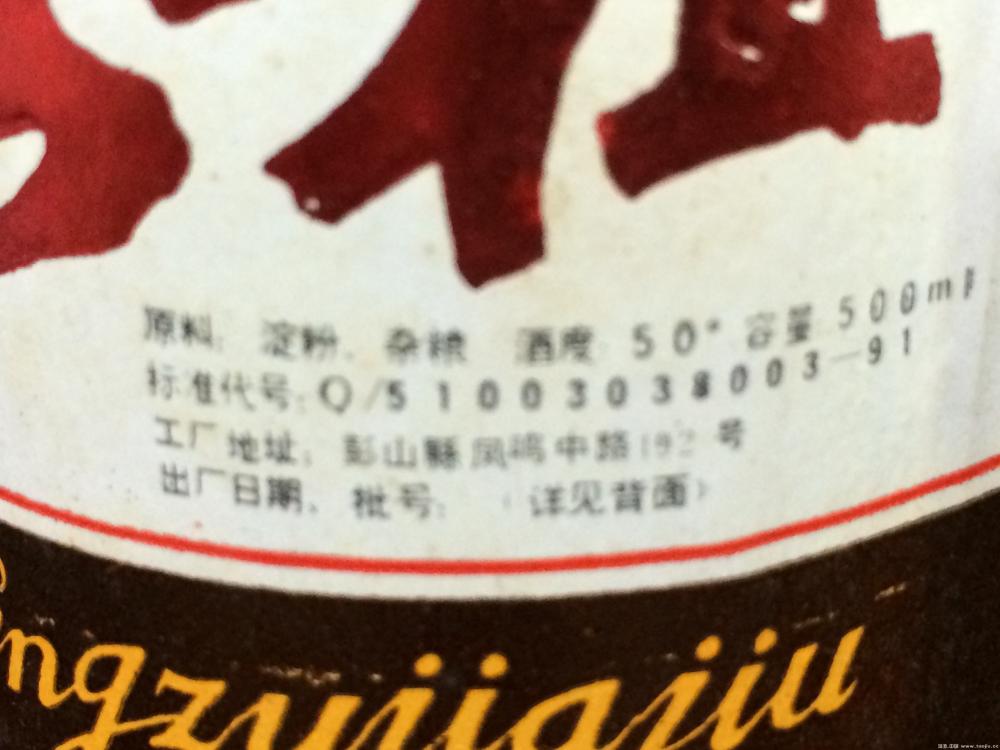 原料: 淀粉、杂粮 酒度 50° 容量 500ml
标准代号:Q/51003038003—91
工厂地址: 彭山縣凤鸣中路192号
出厂日期、批号: (详见背面)
ngzuijiajiu